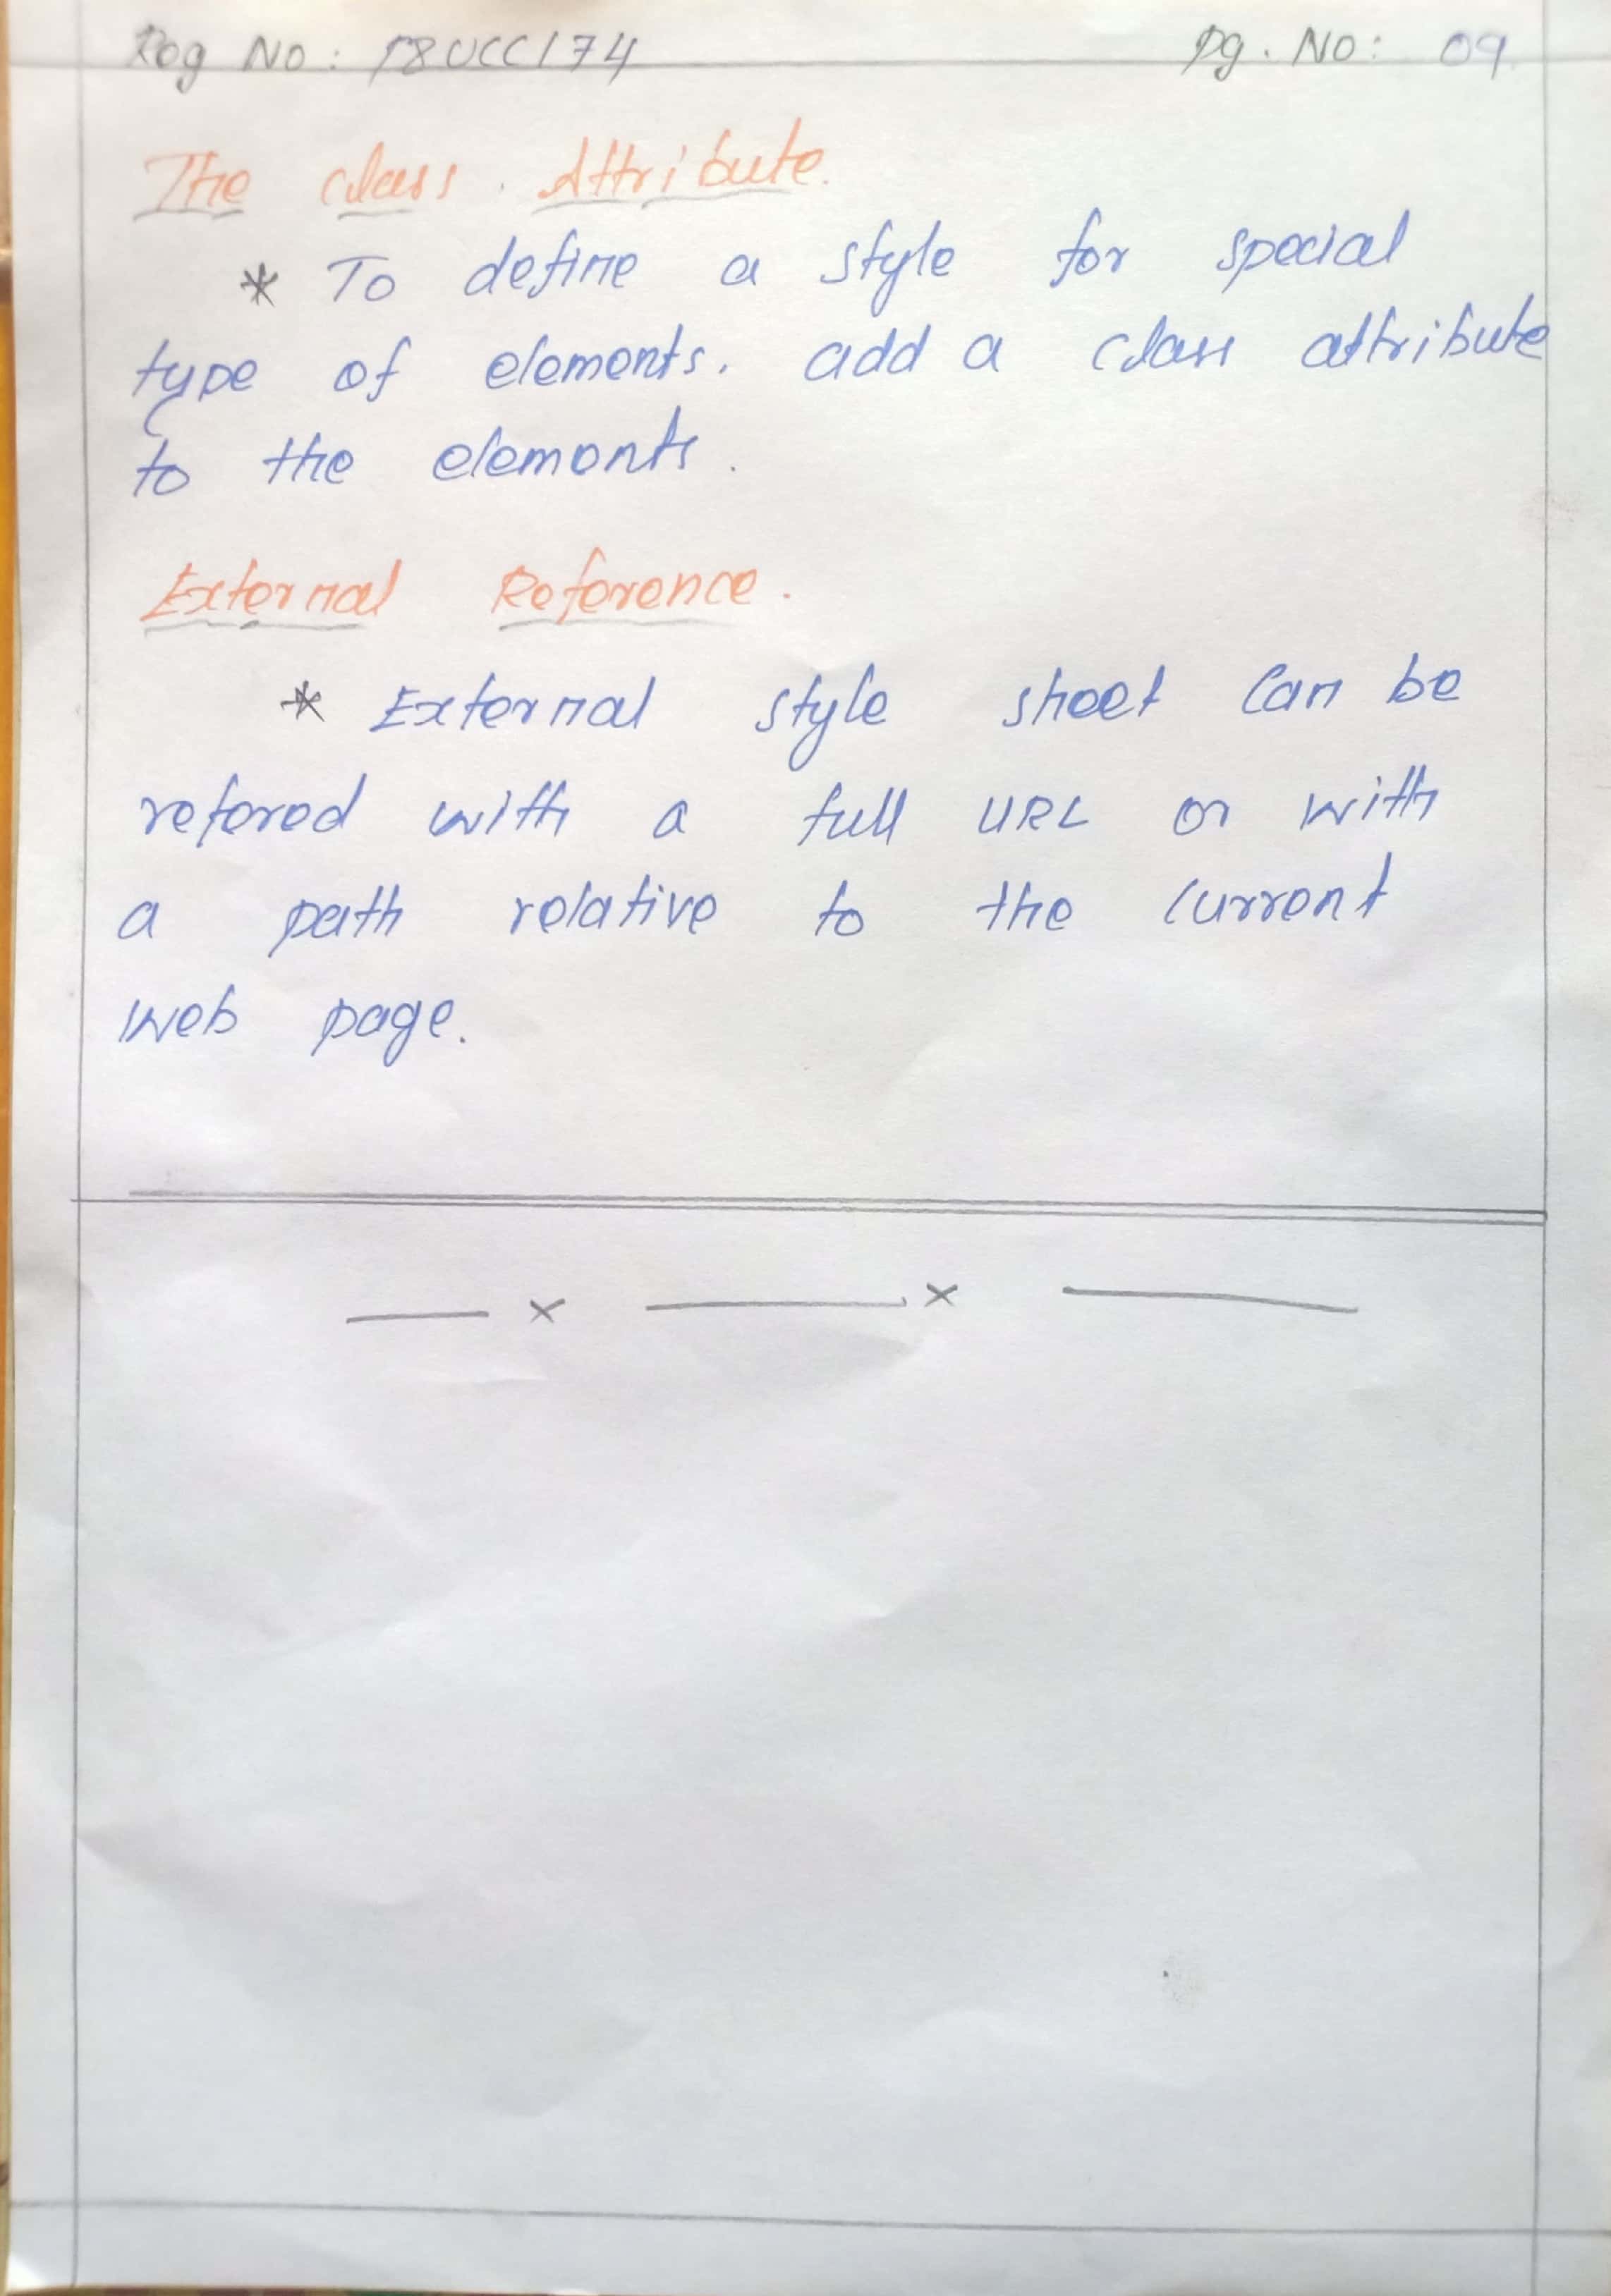 Reg No: 18UCC174 Pg. No: 09
The Class Attribute.
* To define a style for special
type of elements. add a class attribute
to the elements.
External Reference.
* External style sheet can be
refered with a full URL or with
a path relative to the current
web page.
— x — x —